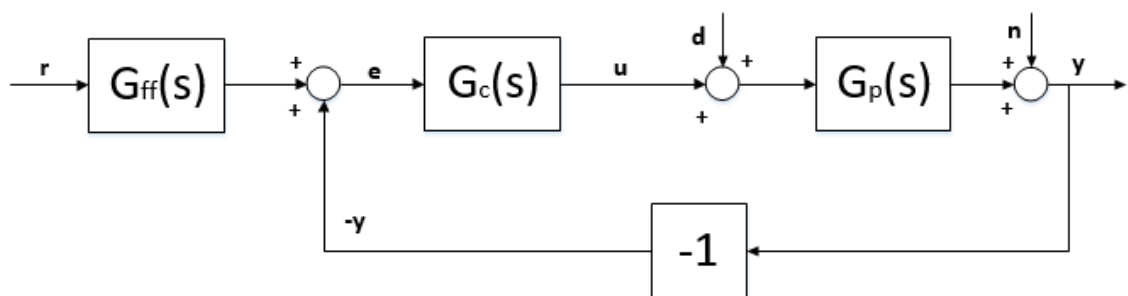 r
Gff(s)
+
+
e
Gc(s)
u
d
+
+
Gp(s)
n
+
+
y
-y
-1